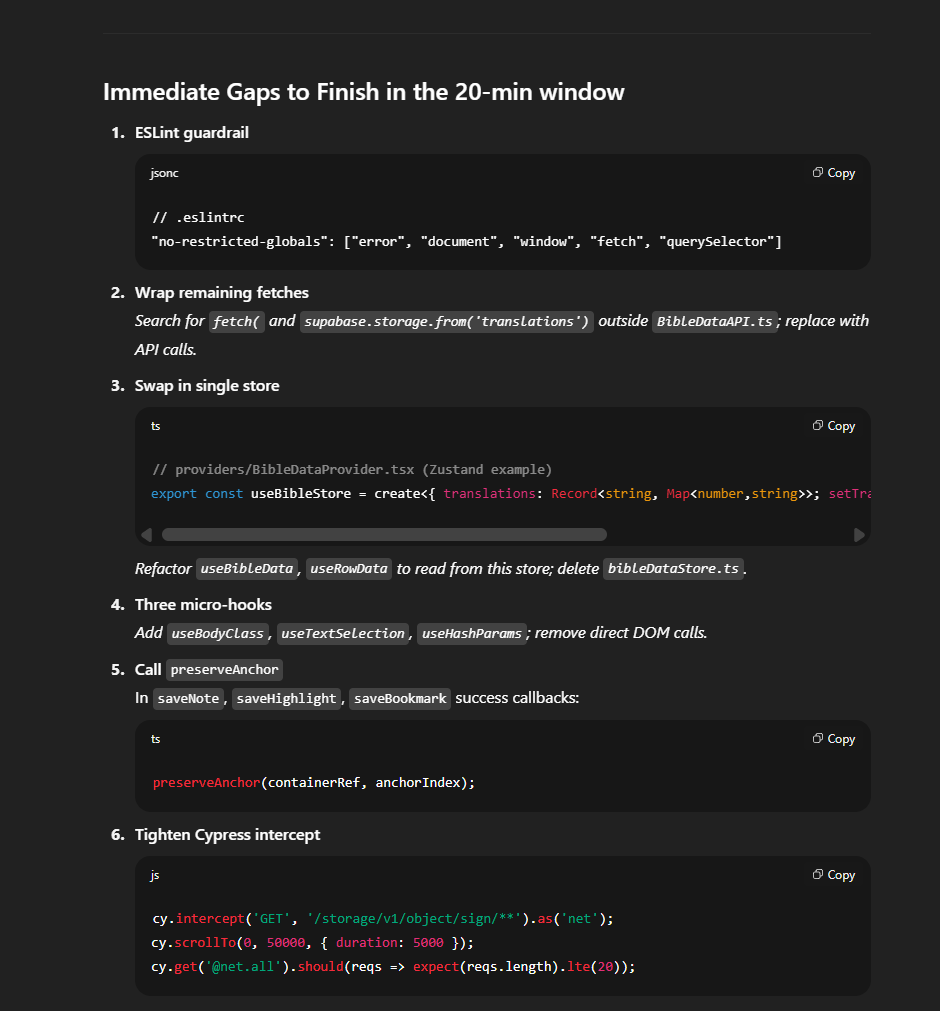 Immediate Gaps to Finish in the 20-min window
1. ESLint guardrail
jsonc
Copy
// .eslintrc
"no-restricted-globals": ["error", "document", "window", "fetch", "querySelector"]
2. Wrap remaining fetches
Search for fetch( and supabase.storage.from('translations') outside BibleDataAPI.ts; replace with
API calls.
3. Swap in single store
ts
Copy
// providers/BibleDataProvider.tsx (Zustand example)
export const useBibleStore = create<{ translations: Record<string, Map<number,string>>; setTra
Refactor useBibleData, useRowData to read from this store; delete bibleDataStore.ts.
4. Three micro-hooks
Add useBodyClass, useTextSelection, useHashParams; remove direct DOM calls.
5. Call preserveAnchor
In saveNote, saveHighlight, saveBookmark success callbacks:
ts
Copy
preserveAnchor(containerRef, anchorIndex);
6. Tighten Cypress intercept
js
Copy
cy.intercept('GET', '/storage/v1/object/sign/**').as('net');
cy.scrollTo(0, 50000, { duration: 5000 });
cy.get('@net.all').should(reqs => expect(reqs.length).lte(20));